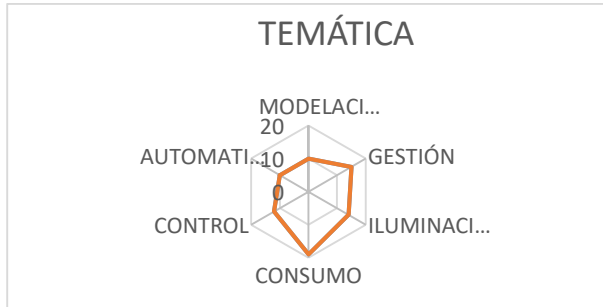 TEMÁTICA
MODELACI...
20
AUTOMATI...
10
GESTIÓN
0
CONTROL
ILUMINACI...
CONSUMO